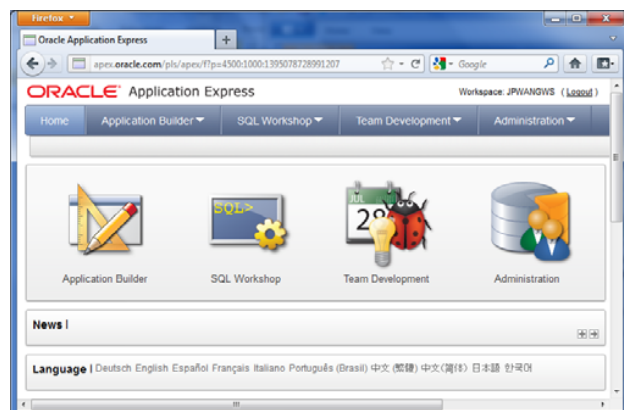 Firefox
Oracle Application Express
apex.oracle.com/pls/apex/f?p=4500:1000:1395078728991207
Google
ORACLE Application Express
Workspace: JPWANGWS ( Logout )
Home Application Builder SQL Workshop Team Development Administration
SQL>
JUL
28
Application Builder SQL Workshop Team Development Administration
News
Language Deutsch English Español Français Italiano Português (Brasil) 中文 (繁體) 中文(简体) 日本語 한국어